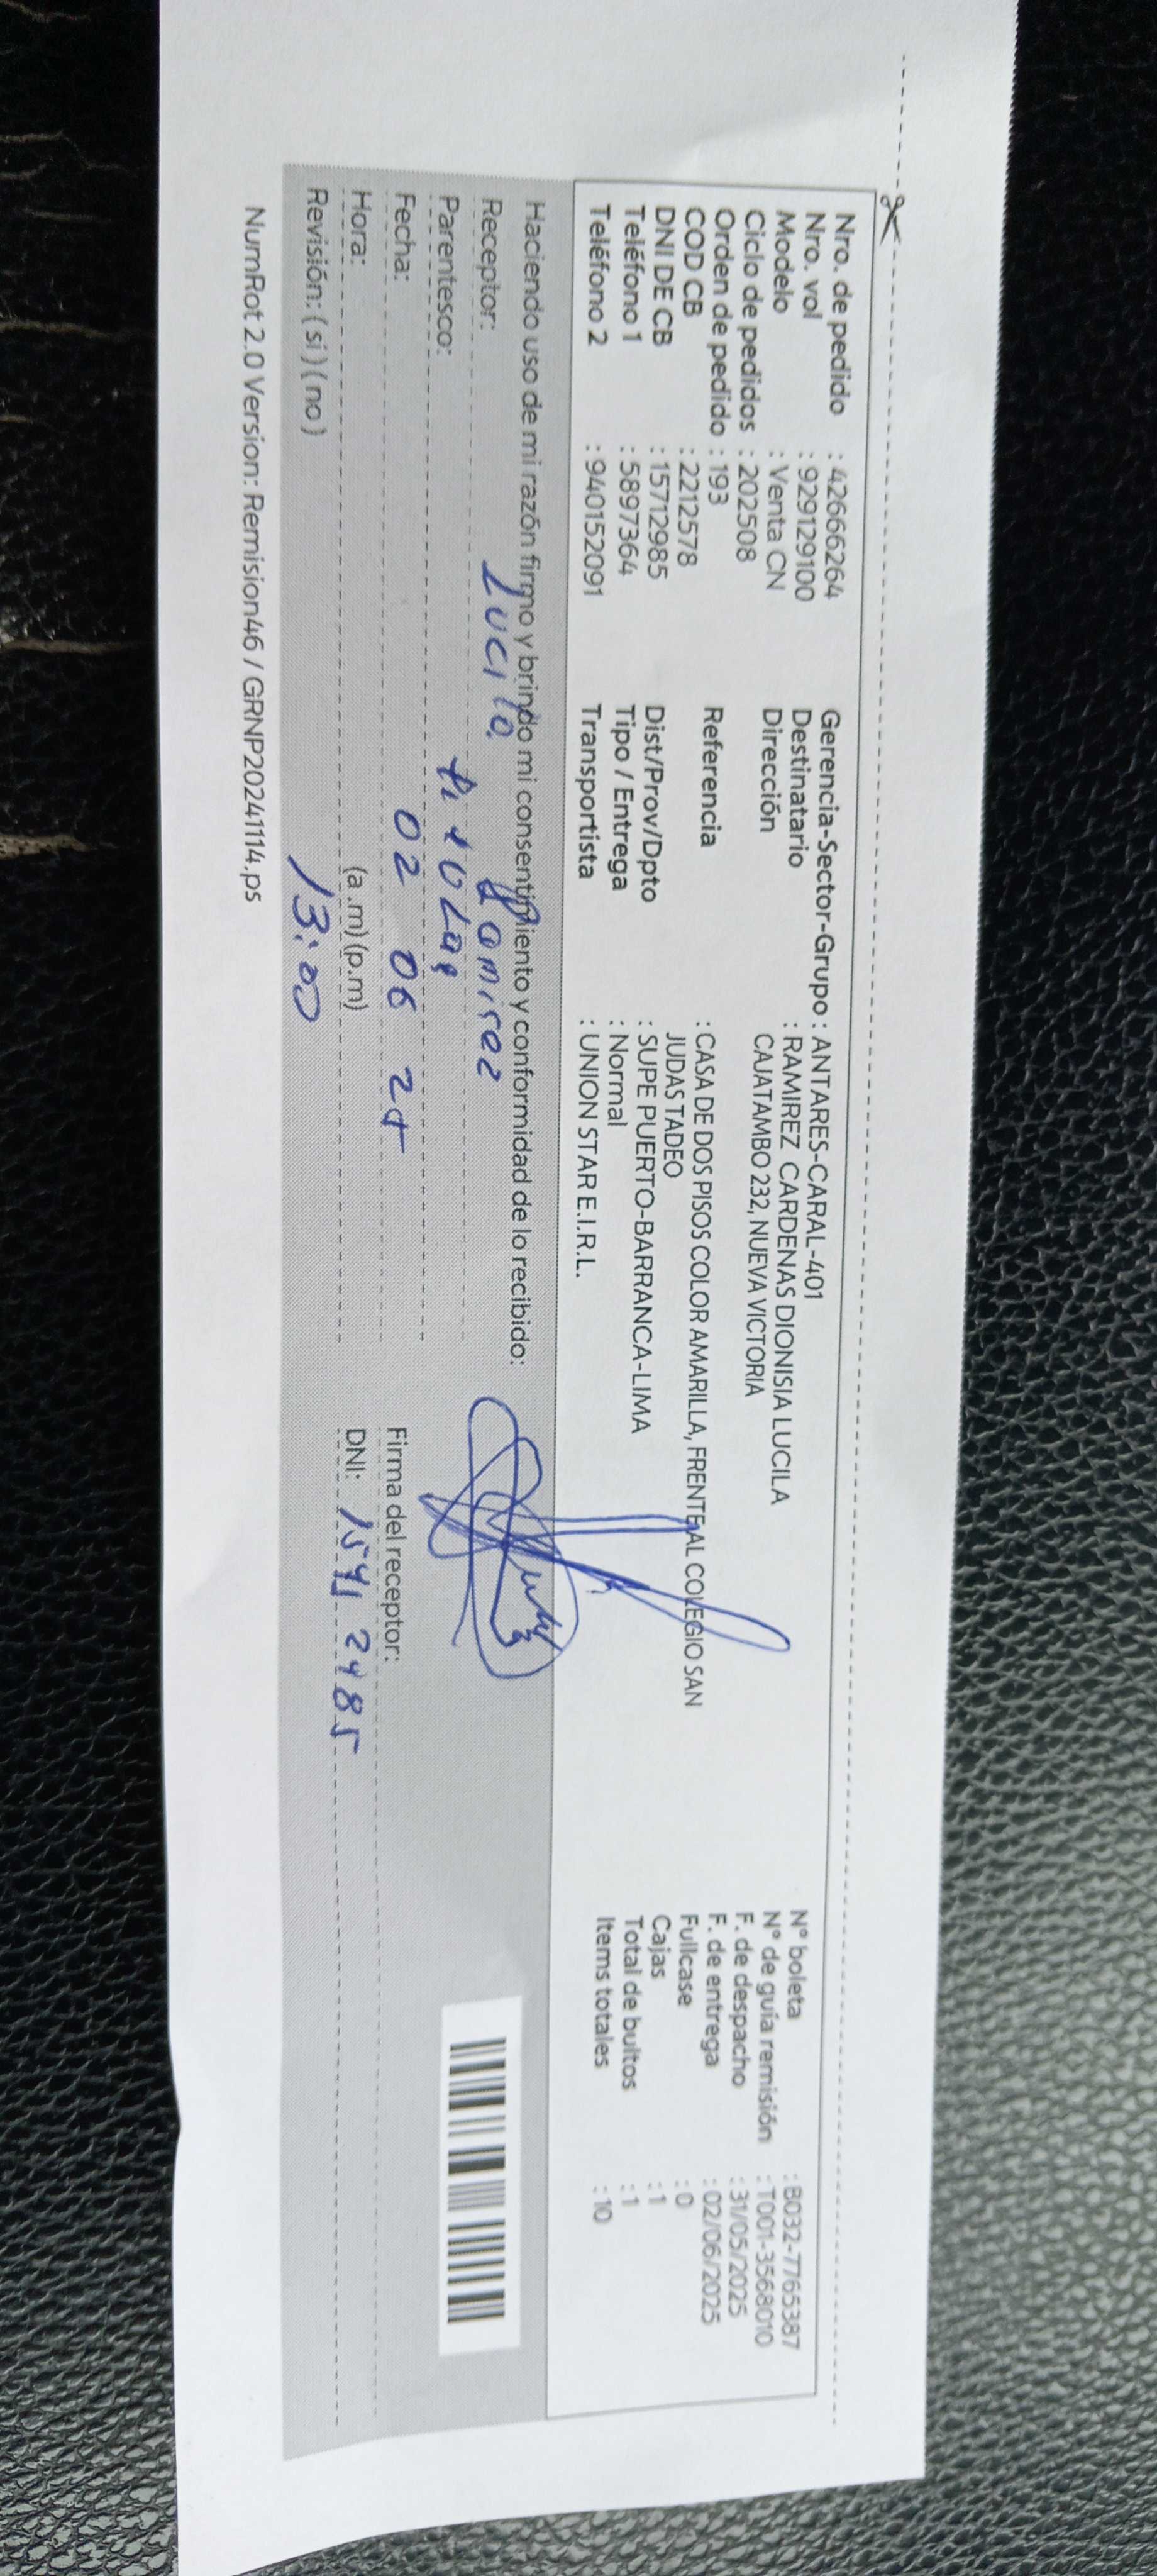 Nro. de pedido : 42666264
Nro. vol : 929129100
Modelo : Venta CN
Ciclo de pedidos : 202508
Orden de pedido : 193
COD CB : 2212578
DNI DE CB : 15712985
Teléfono 1 : 5897364
Teléfono 2 : 940152091
Gerencia-Sector-Grupo : ANTARES-CARAL-401
Destinatario : RAMIREZ CARDENAS DIONISIA LUCILA
Dirección CAJATAMBO 232, NUEVA VICTORIA
Referencia : CASA DE DOS PISOS COLOR AMARILLA, FRENTE AL COLEGIO SAN
JUDAS TADEO
Dist/Prov/Dpto : SUPE PUERTO-BARRANCA-LIMA
Tipo / Entrega : Normal
Transportista : UNION STAR E.I.R.L.
N° boleta : B032-7765387
N° de guía remisión : T001-3568010
F. de despacho : 31/05/2025
F. de entrega : 02/06/2025
Fullcase : 0
Cajas : 1
Total de bultos : 1
Items totales : 10
Haciendo uso de mi razón firmo y brindo mi consentimiento y conformidad de lo recibido:
Receptor: Lucila Ramirez
Parentesco: titular
Fecha: 02 06 25
Hora: (a.m) (p.m)
13:00
Revisión: ( si ) ( no )
Firma del receptor:
DNI:
NumRot 2.0 Version: Remision46 / GRNP20241114.ps